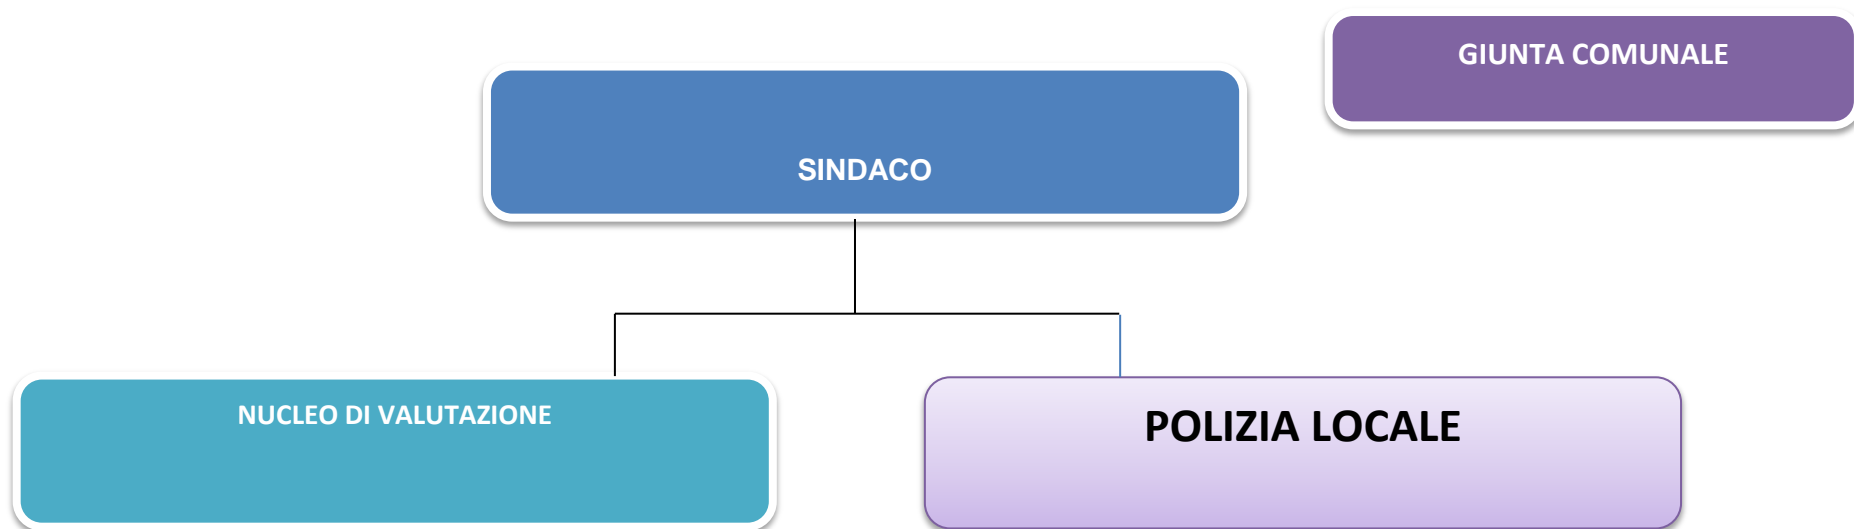 GIUNTA COMUNALE
SINDACO
NUCLEO DI VALUTAZIONE
POLIZIA LOCALE